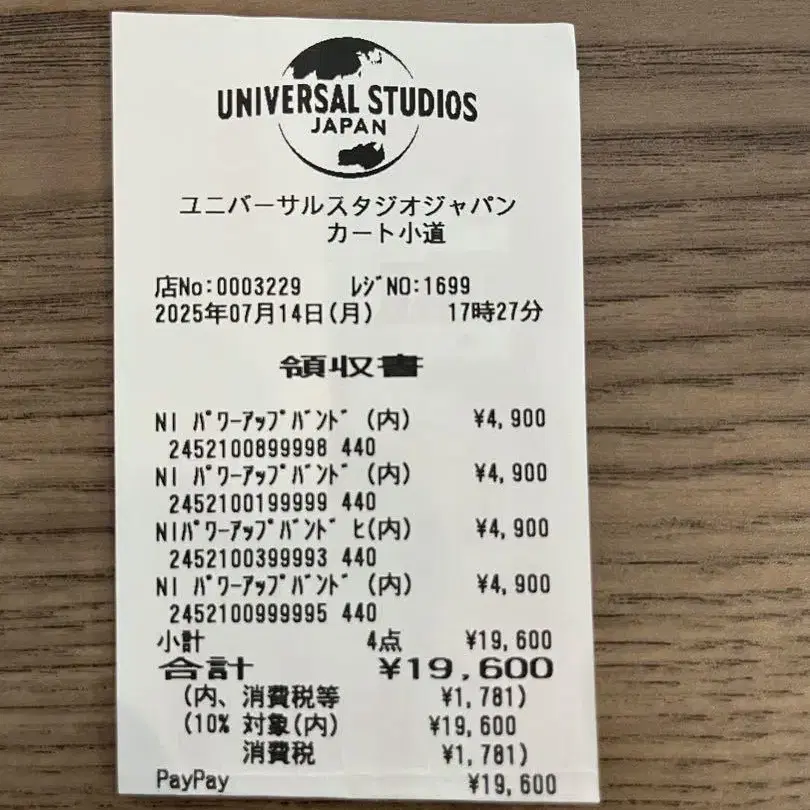 UNIVERSAL STUDIOS
JAPAN
ユニバーサルスタジオジャパン
カート小道
店No:0003229 ﾚｼﾞNO:1699
2025年07月14日(月) 17時27分
領収書
NI ﾊﾟﾜｰｱｯﾌﾟﾊﾞﾝﾄﾞ (内) ¥4,900
2452100899998 440
NI ﾊﾟﾜｰｱｯﾌﾟﾊﾞﾝﾄﾞ (内) ¥4,900
2452100199999 440
NIﾊﾟﾜｰｱｯﾌﾟﾊﾞﾝﾄﾞ ﾋ(内) ¥4,900
2452100399993 440
NI ﾊﾟﾜｰｱｯﾌﾟﾊﾞﾝﾄﾞ (内) ¥4,900
2452100999995 440
小計 4点 ¥19,600
合計 ¥19,600
(内、消費税等 ¥1,781)
(10% 対象(内) ¥19,600
消費税 ¥1,781)
PayPay ¥19,600